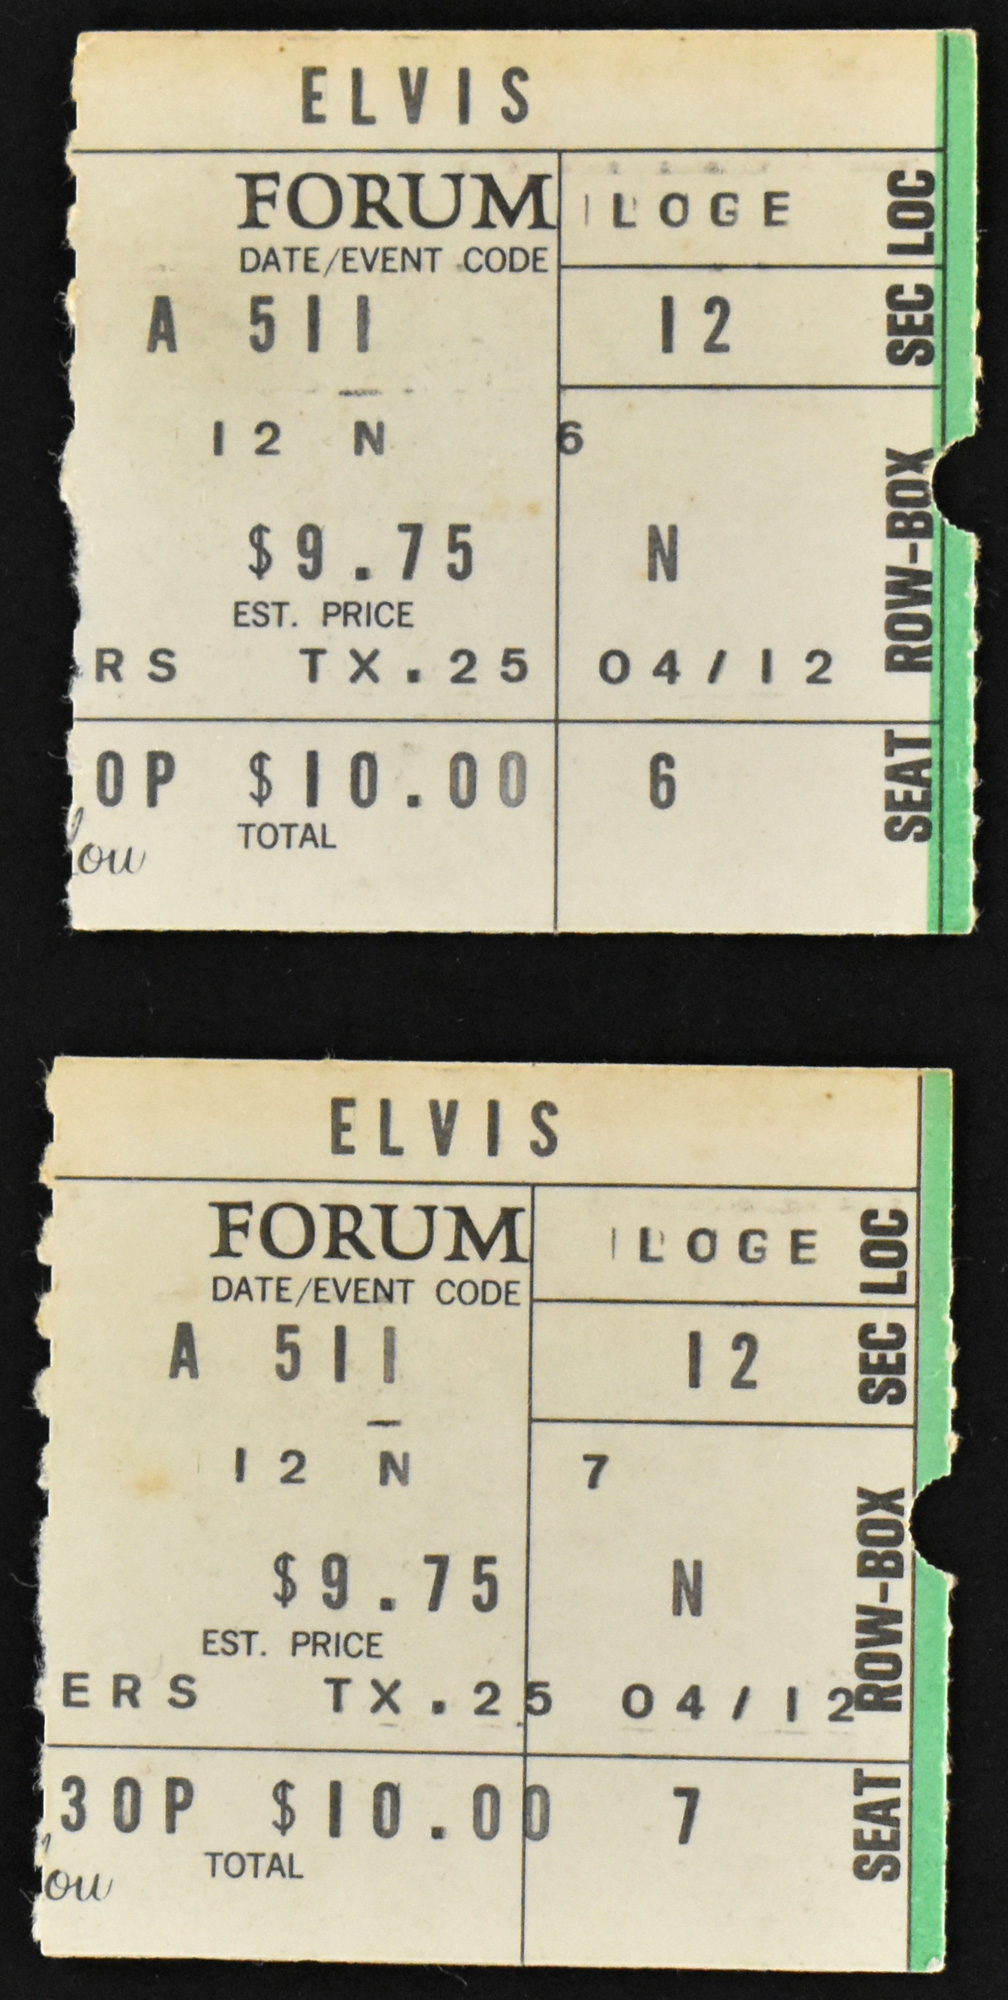 ELVIS
FORUM LOGE LOC
DATE/EVENT CODE
A 511 12 SEC
12 N 6
$9.75 N ROW-BOX
EST. PRICE
RS TX.25 04/12
0P $10.00 6 SEAT
TOTAL
ou
ELVIS
FORUM LOGE LOC
DATE/EVENT CODE
A 511 12 SEC
12 N 7
$9.75 N ROW-BOX
EST. PRICE
ERS TX.25 04/12
30P $10.00 7 SEAT
TOTAL
ou